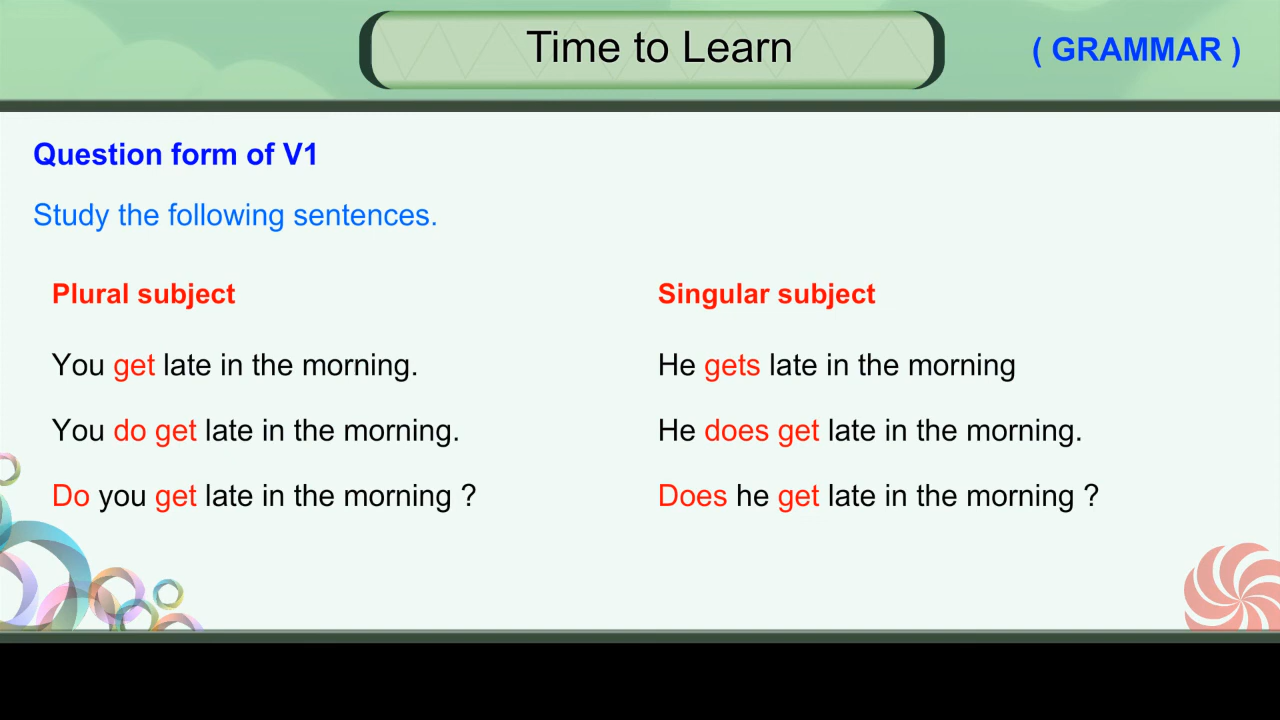 Time to Learn
( GRAMMAR )
Question form of V1
Study the following sentences.
Plural subject
You get late in the morning.
You do get late in the morning.
Do you get late in the morning ?
Singular subject
He gets late in the morning
He does get late in the morning.
Does he get late in the morning ?